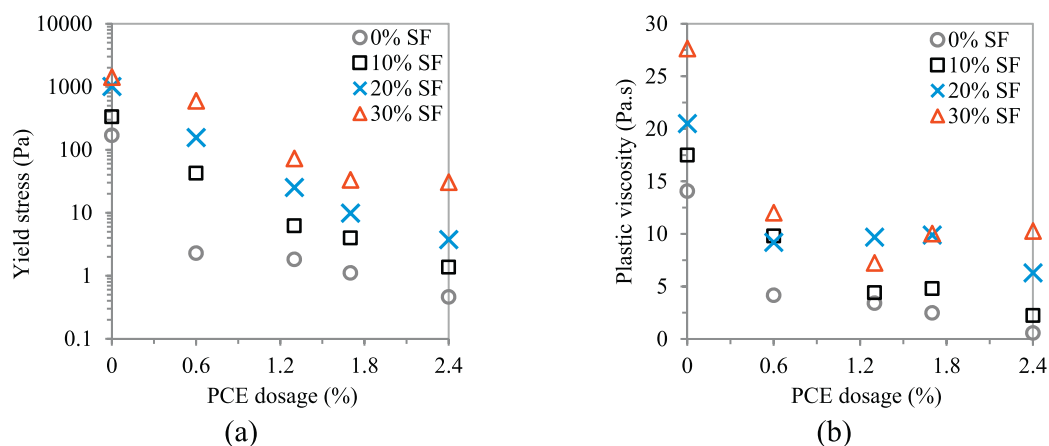 10000
1000
100
10
1
0.1
Yield stress (Pa)
0% SF
10% SF
20% SF
30% SF
0
0.6
1.2
1.8
2.4
PCE dosage (%)
(a)
30
25
20
15
10
5
0
Plastic viscosity (Pa.s)
0% SF
10% SF
20% SF
30% SF
0
0.6
1.2
1.8
2.4
PCE dosage (%)
(b)